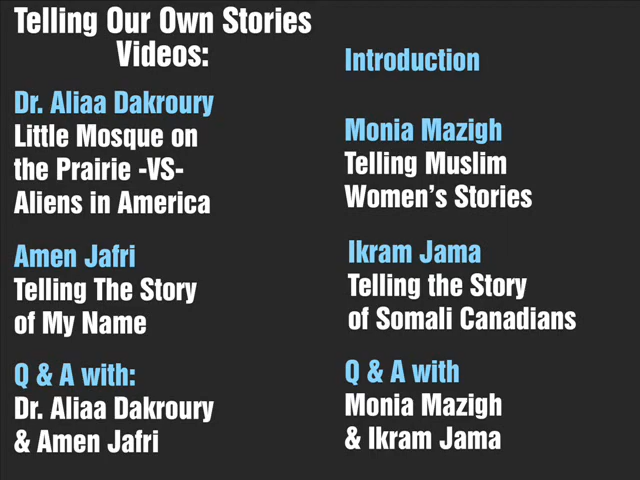 Telling Our Own Stories
Videos:
Dr. Aliaa Dakroury
Little Mosque on
the Prairie -VS-
Aliens in America
Amen Jafri
Telling The Story
of My Name
Q & A with:
Dr. Aliaa Dakroury
& Amen Jafri
Introduction
Monia Mazigh
Telling Muslim
Women's Stories
Ikram Jama
Telling the Story
of Somali Canadians
Q & A with
Monia Mazigh
& Ikram Jama